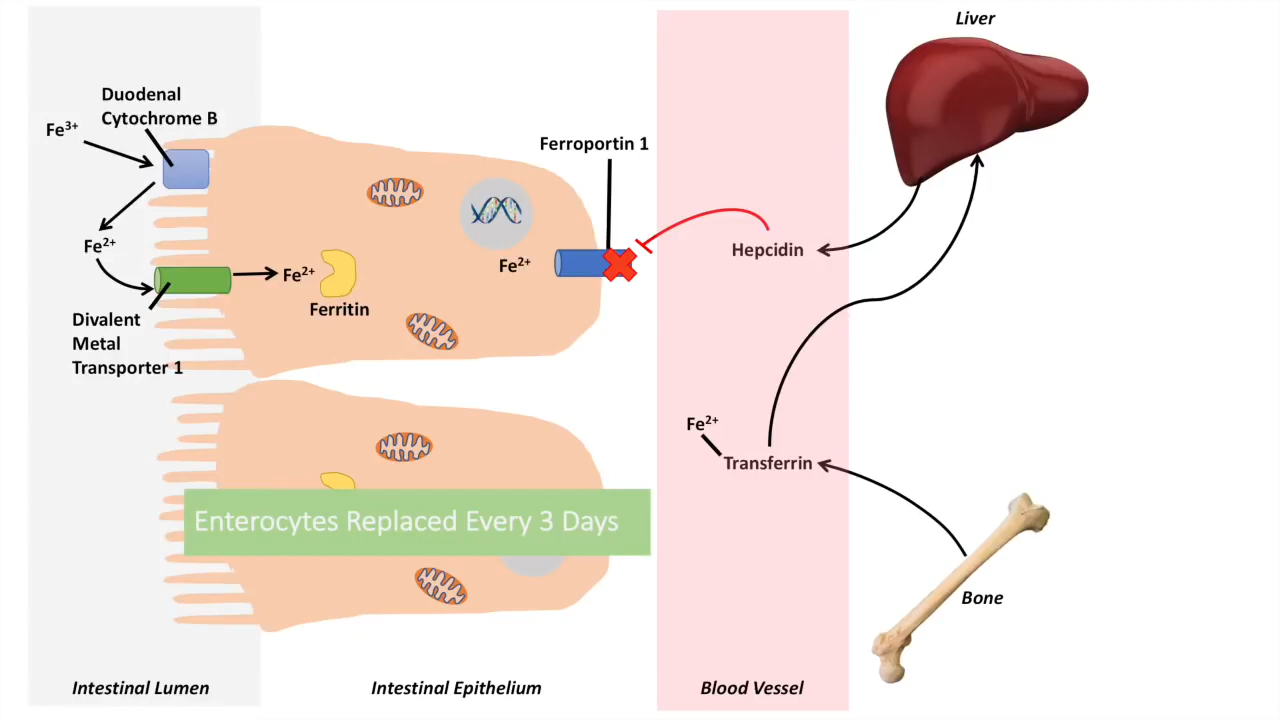 Liver
Duodenal
Cytochrome B
Fe³⁺
Ferroportin 1
Fe²⁺
Hepcidin
Fe²⁺
Fe²⁺
Ferritin
Divalent
Metal
Transporter 1
Fe²⁺
Transferrin
Enterocytes Replaced Every 3 Days
Bone
Intestinal Lumen
Intestinal Epithelium
Blood Vessel